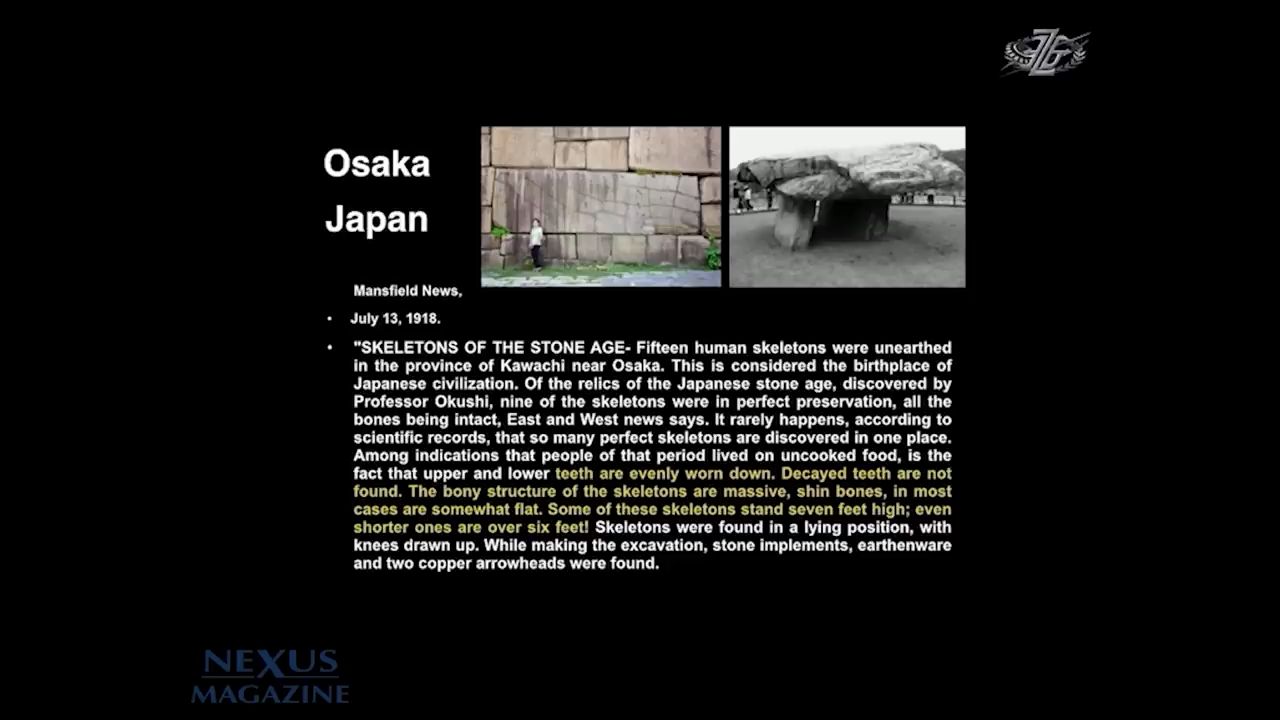 ZG
Osaka
Japan
Mansfield News,
• July 13, 1918.
• "SKELETONS OF THE STONE AGE- Fifteen human skeletons were unearthed
in the province of Kawachi near Osaka. This is considered the birthplace of
Japanese civilization. Of the relics of the Japanese stone age, discovered by
Professor Okushi, nine of the skeletons were in perfect preservation, all the
bones being intact, East and West news says. It rarely happens, according to
scientific records, that so many perfect skeletons are discovered in one place.
Among indications that people of that period lived on uncooked food, is the
fact that upper and lower teeth are evenly worn down. Decayed teeth are not
found. The bony structure of the skeletons are massive, shin bones, in most
cases are somewhat flat. Some of these skeletons stand seven feet high; even
shorter ones are over six feet! Skeletons were found in a lying position, with
knees drawn up. While making the excavation, stone implements, earthenware
and two copper arrowheads were found.
NEXUS
MAGAZINE